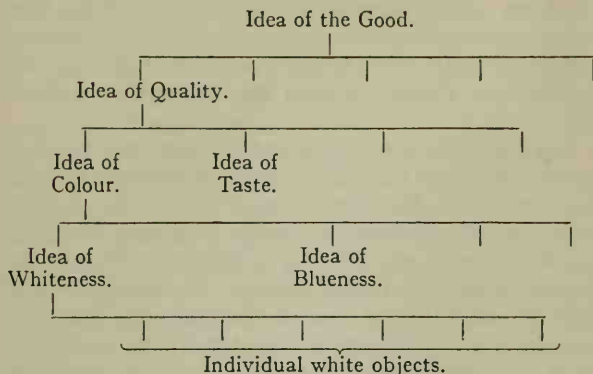 Idea of the Good.
Idea of Quality.
Idea of
Colour.
Idea of
Taste.
Idea of
Whiteness.
Idea of
Blueness.
Individual white objects.